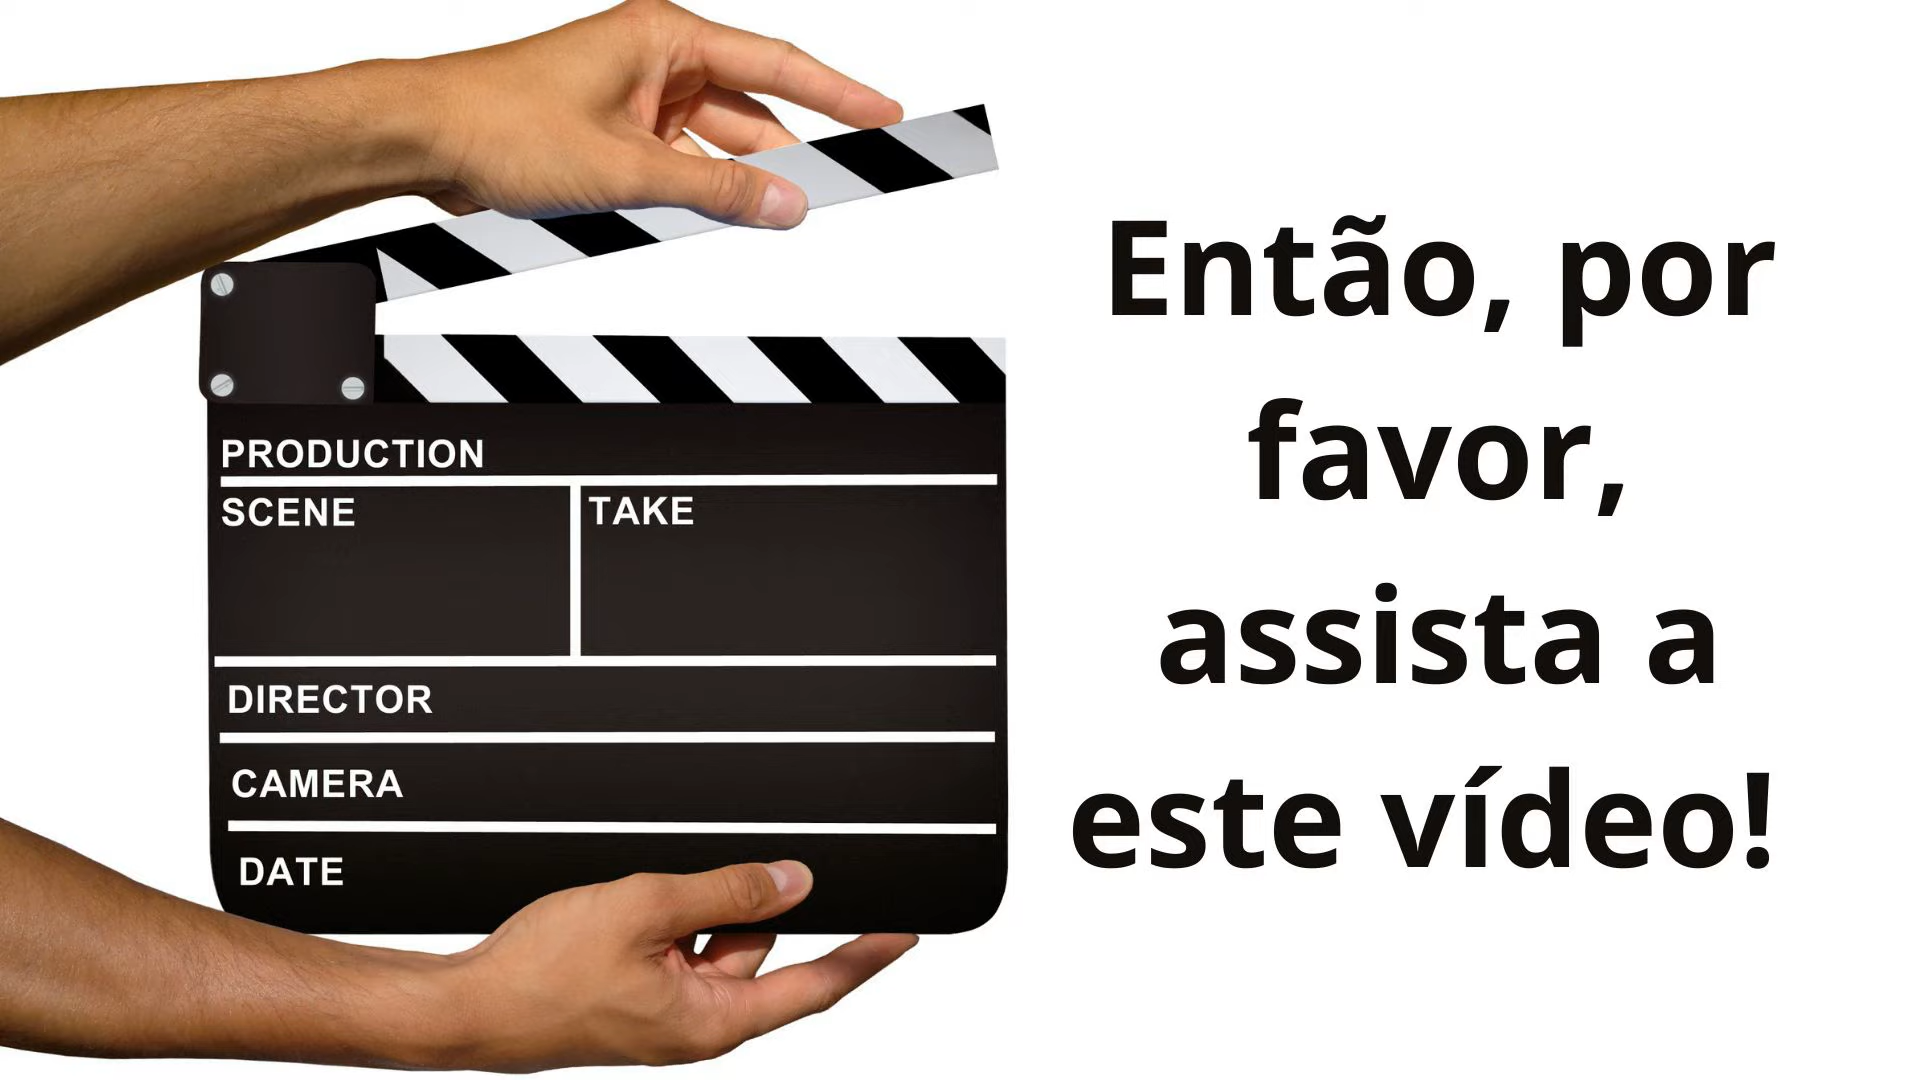 PRODUCTION
SCENE
TAKE
DIRECTOR
CAMERA
DATE
Então, por
favor,
assista a
este vídeo!